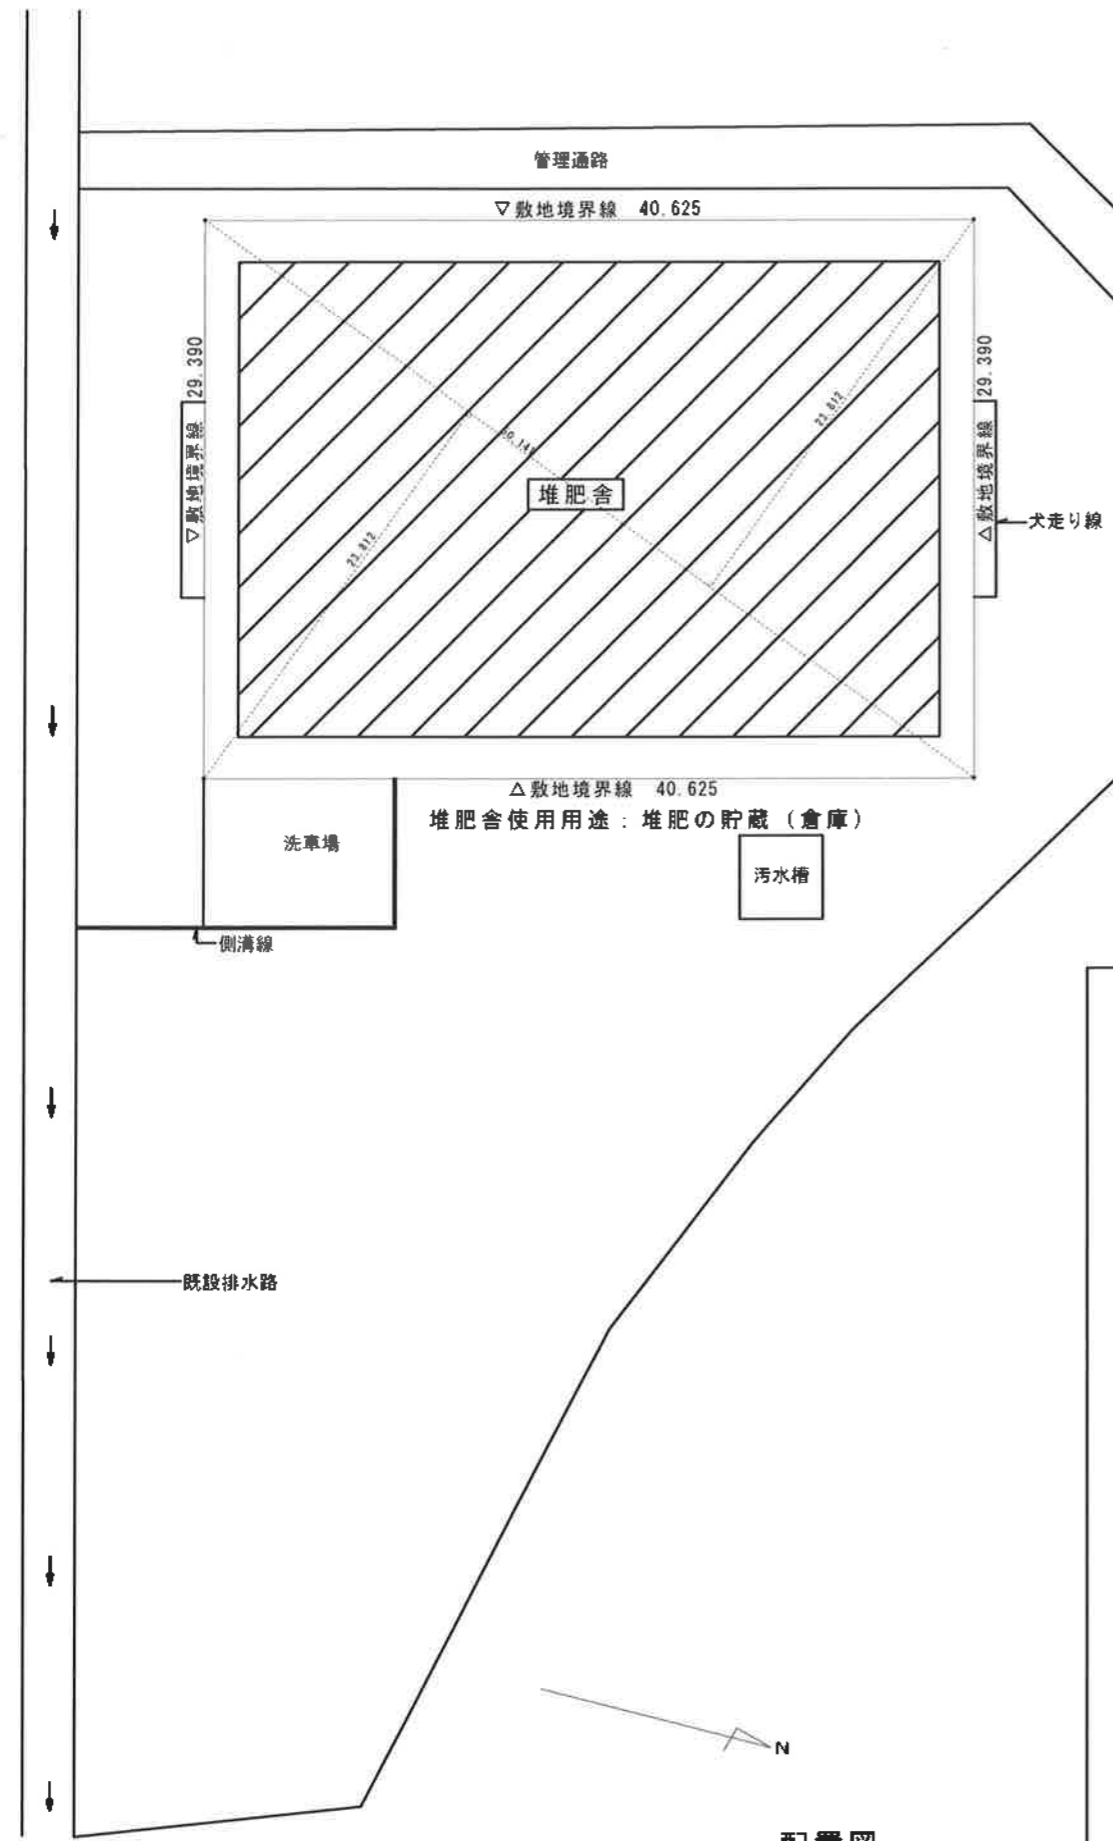 管理通路
▽敷地境界線 40.625
▽敷地境界線 29.390
29.390
△敷地境界線
犬走り線
23.812
50.141
堆肥舎
23.812
△敷地境界線 40.625
堆肥舎使用用途：堆肥の貯蔵（倉庫）
洗車場
汚水槽
側溝線
既設排水路
N
配置図